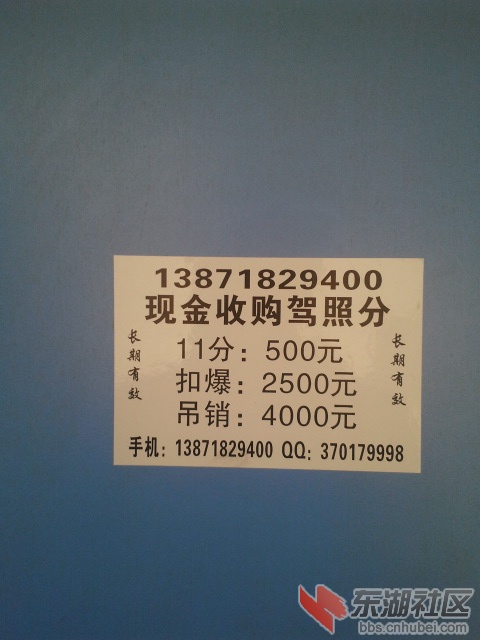 13871829400
现金收购驾照分
11分：500元
扣爆：2500元
吊销：4000元
长期有效
长期有效
手机：13871829400 QQ：370179998
东湖社区
bbs.cnhubei.com